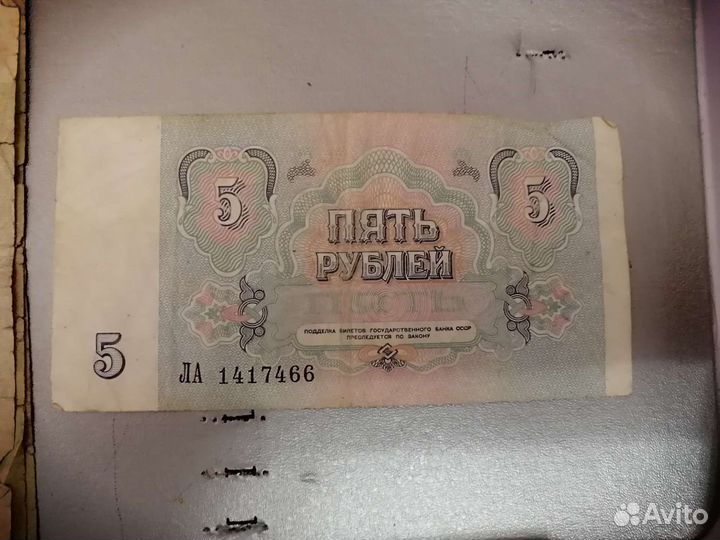 5 5
ПЯТЬ
РУБЛЕЙ
ПОДДЕЛКА БИЛЕТОВ ГОСУДАРСТВЕННОГО БАНКА СССР
ПРЕСЛЕДУЕТСЯ ПО ЗАКОНУ
5
ЛА 1417466
Avito